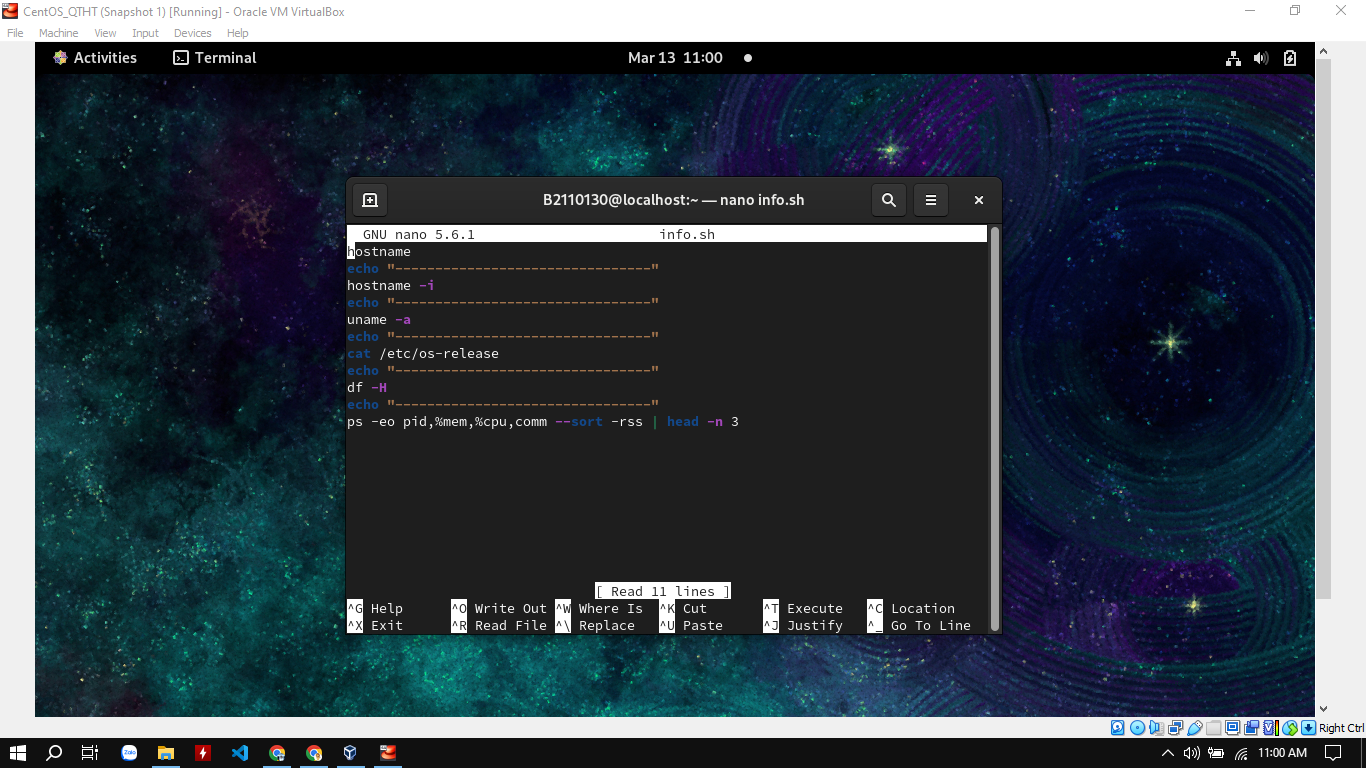 CentOS_QTHT (Snapshot 1) [Running] - Oracle VM VirtualBox
File Machine View Input Devices Help
Activities Terminal Mar 13 11:00
B2110130@localhost:~ — nano info.sh
GNU nano 5.6.1 info.sh
hostname
echo "--------------------------------"
hostname -i
echo "--------------------------------"
uname -a
echo "--------------------------------"
cat /etc/os-release
echo "--------------------------------"
df -H
echo "--------------------------------"
ps -eo pid,%mem,%cpu,comm --sort -rss | head -n 3
[ Read 11 lines ]
^G Help ^O Write Out ^W Where Is ^K Cut ^T Execute ^C Location
^X Exit ^R Read File ^\ Replace ^U Paste ^J Justify ^_ Go To Line
Right Ctrl
Zalo
11:00 AM